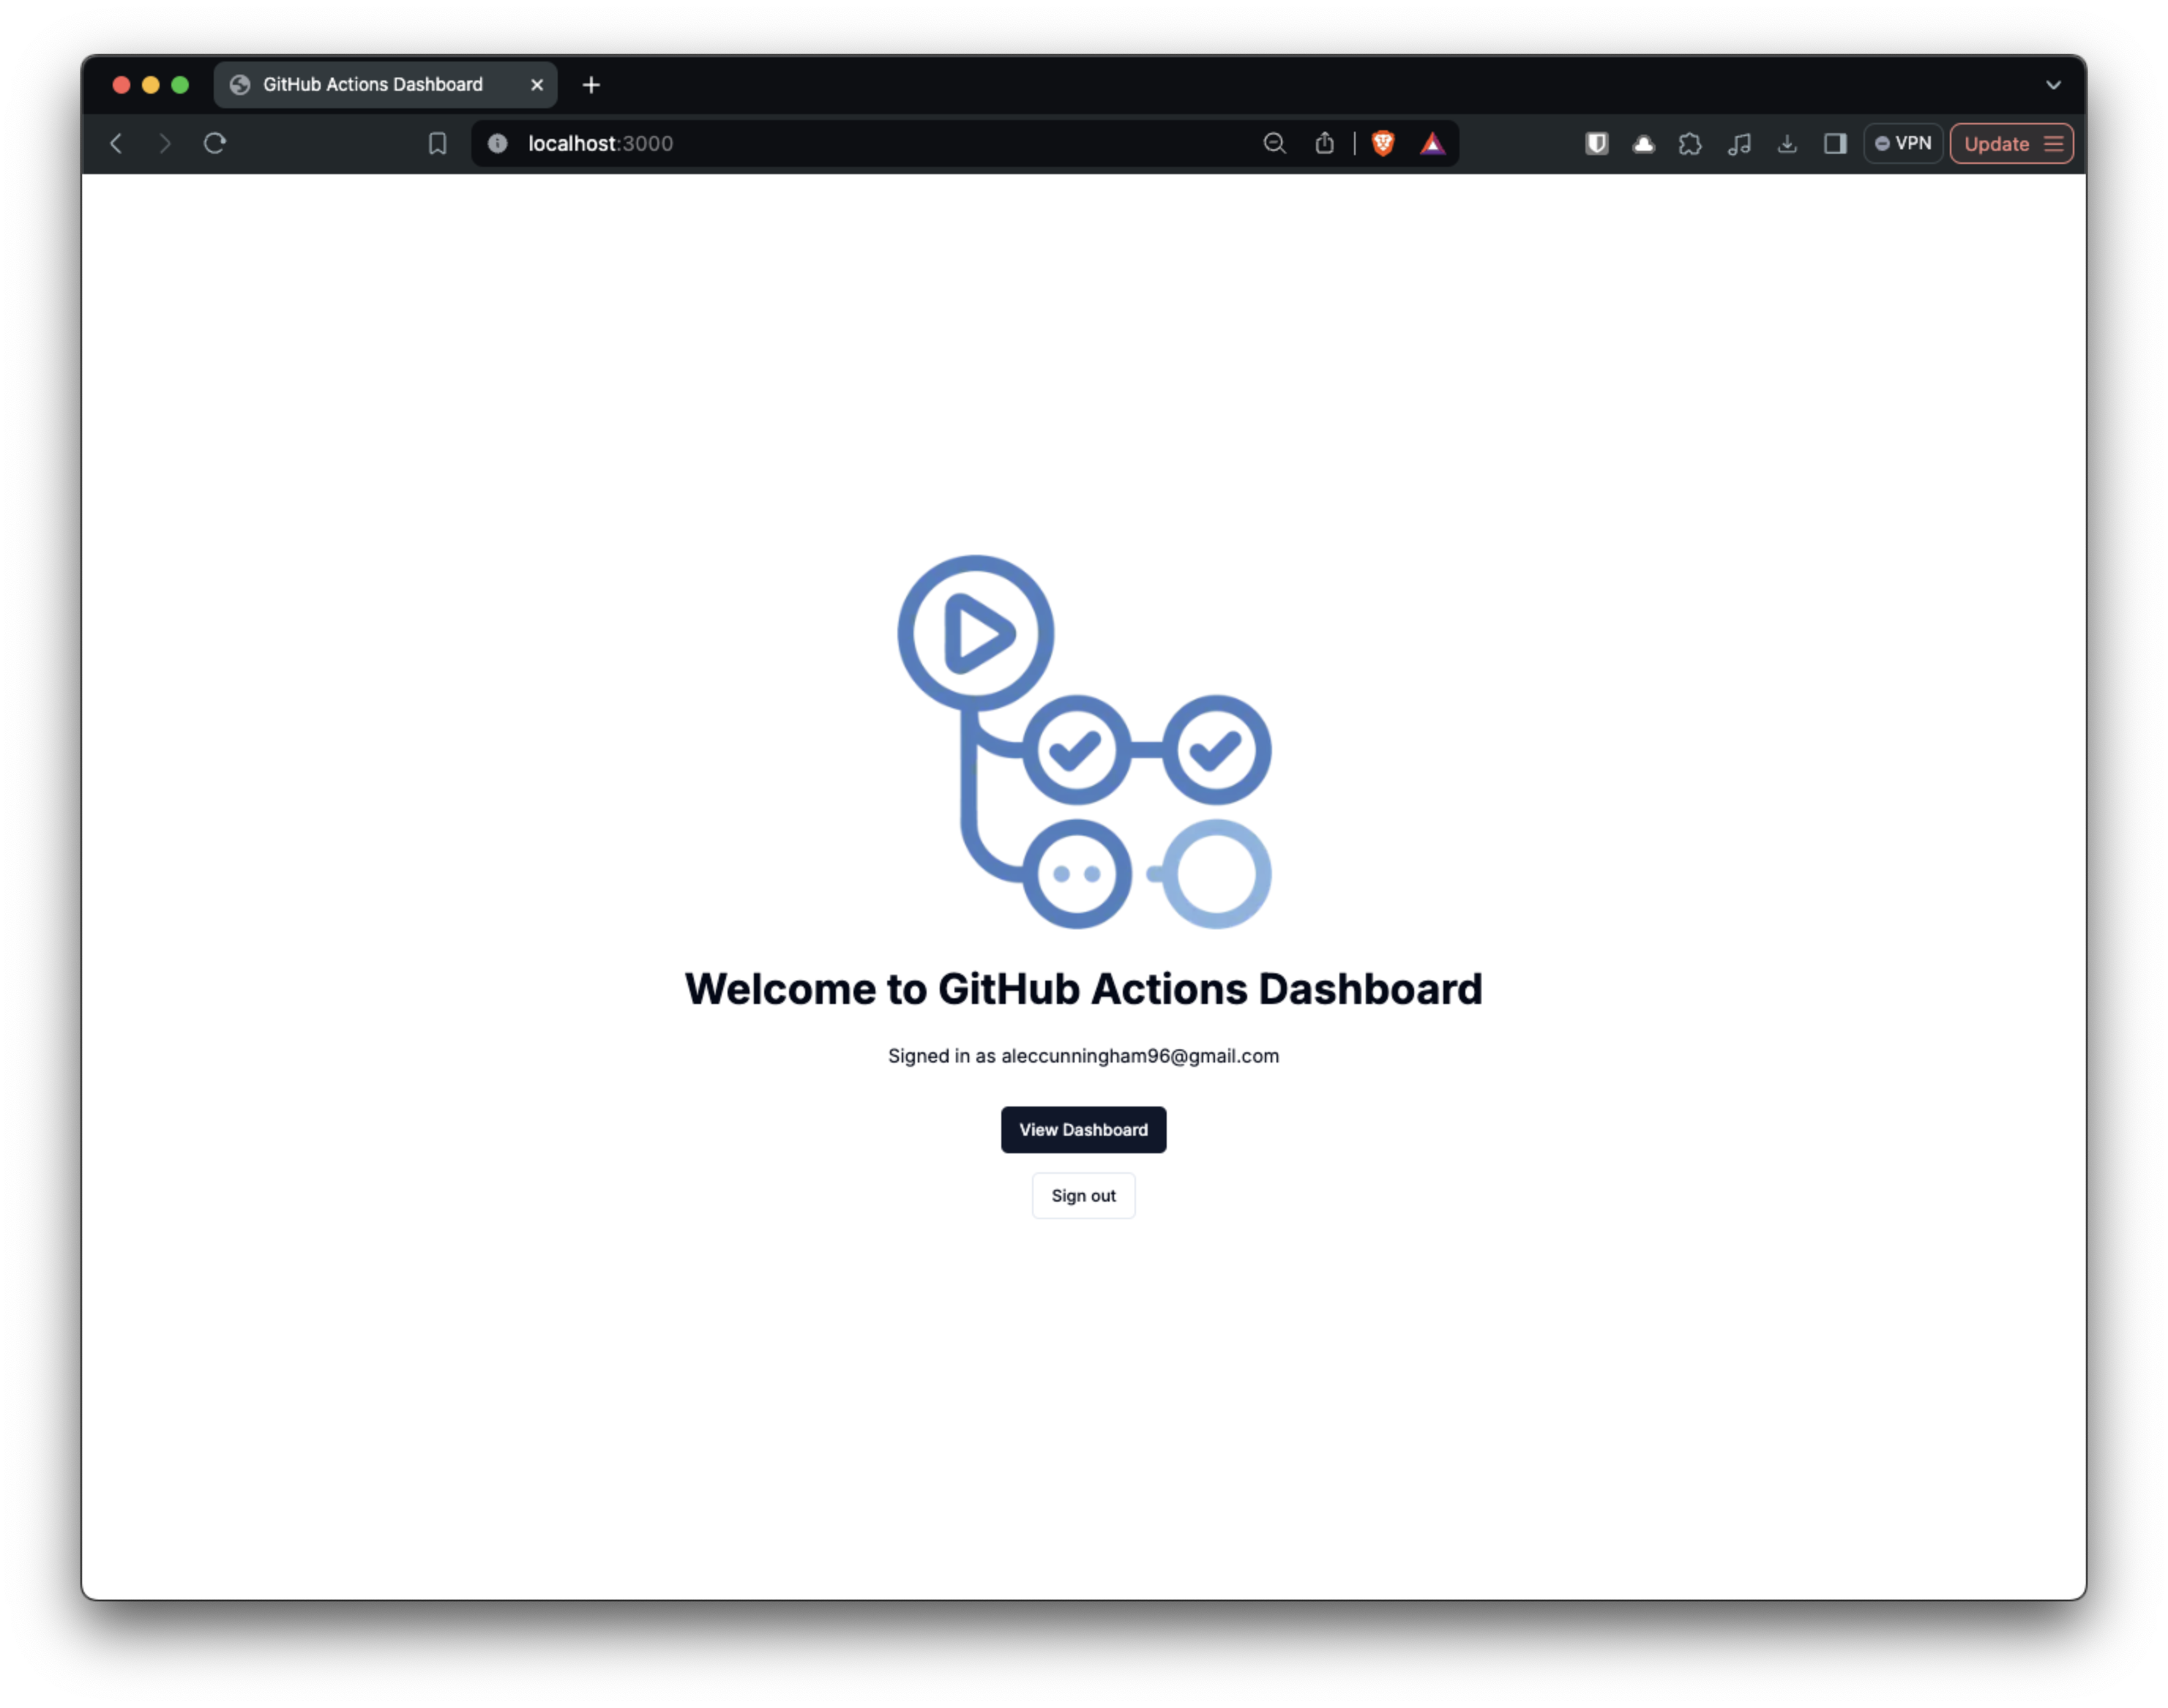 GitHub Actions Dashboard
localhost:3000
VPN
Update
Welcome to GitHub Actions Dashboard
Signed in as aleccunningham96@gmail.com
View Dashboard
Sign out